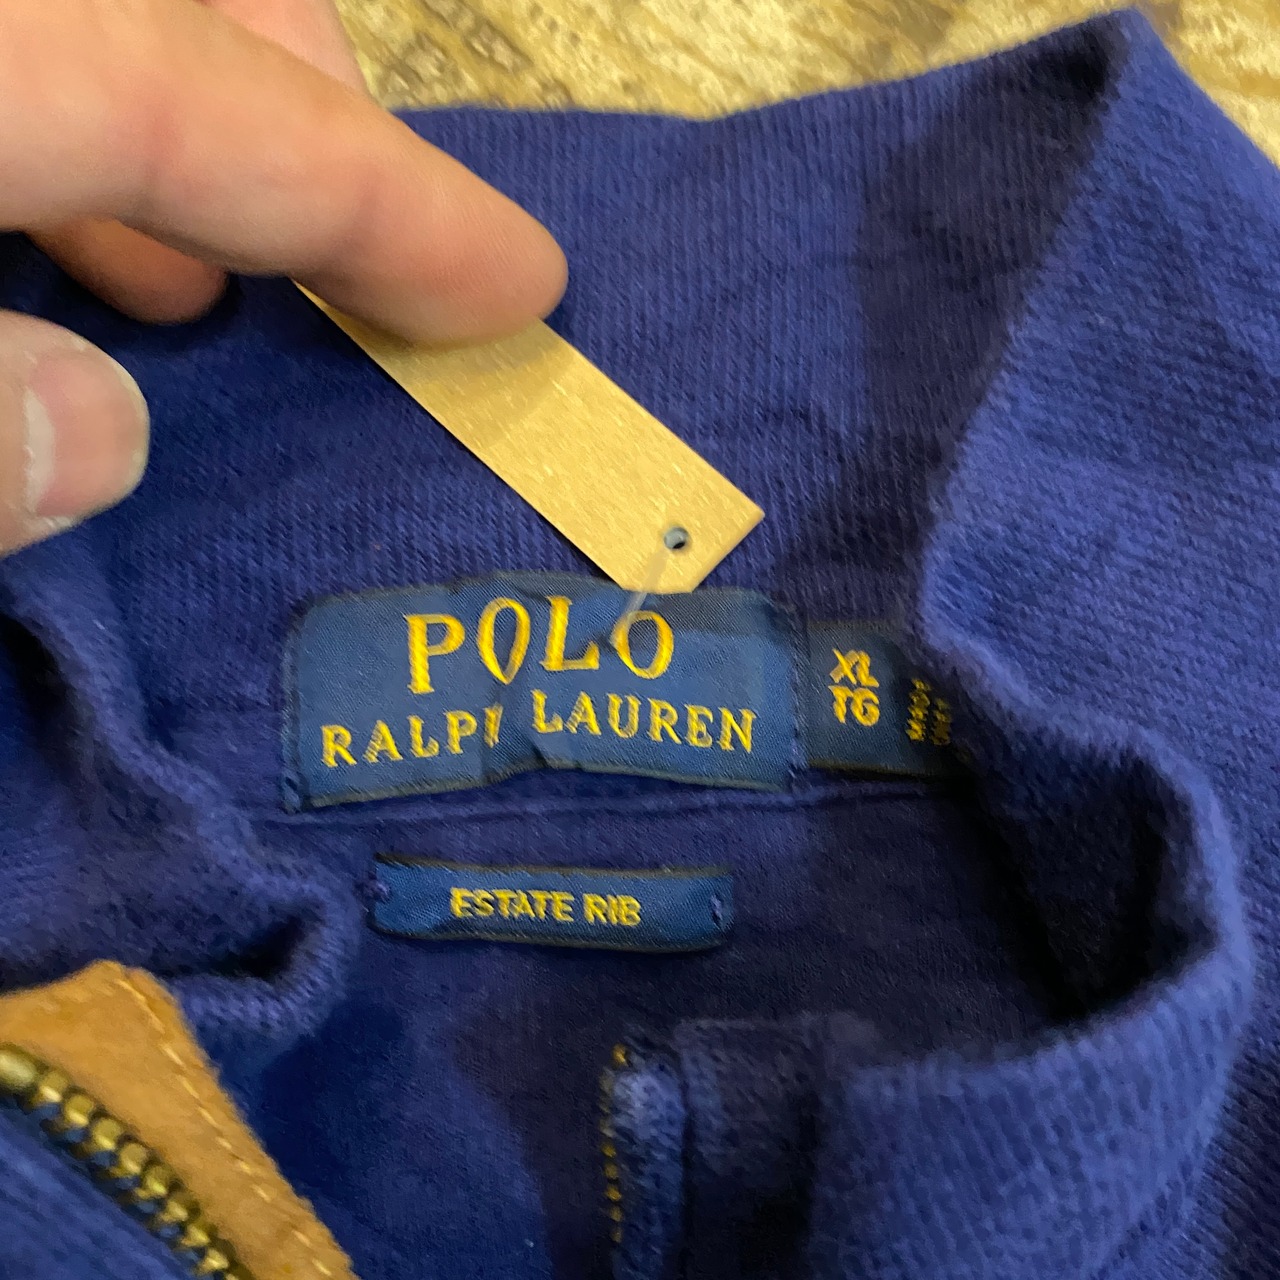 POLO
RALPH LAUREN
XL
TG
ESTATE RIB